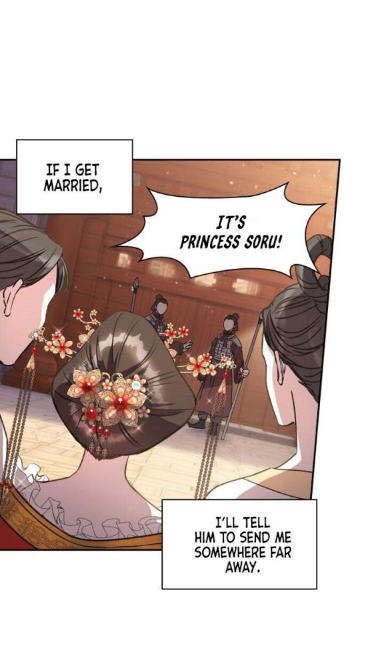 IF I GET
MARRIED,
IT'S
PRINCESS SORU!
I'LL TELL
HIM TO SEND ME
SOMEWHERE FAR
AWAY.